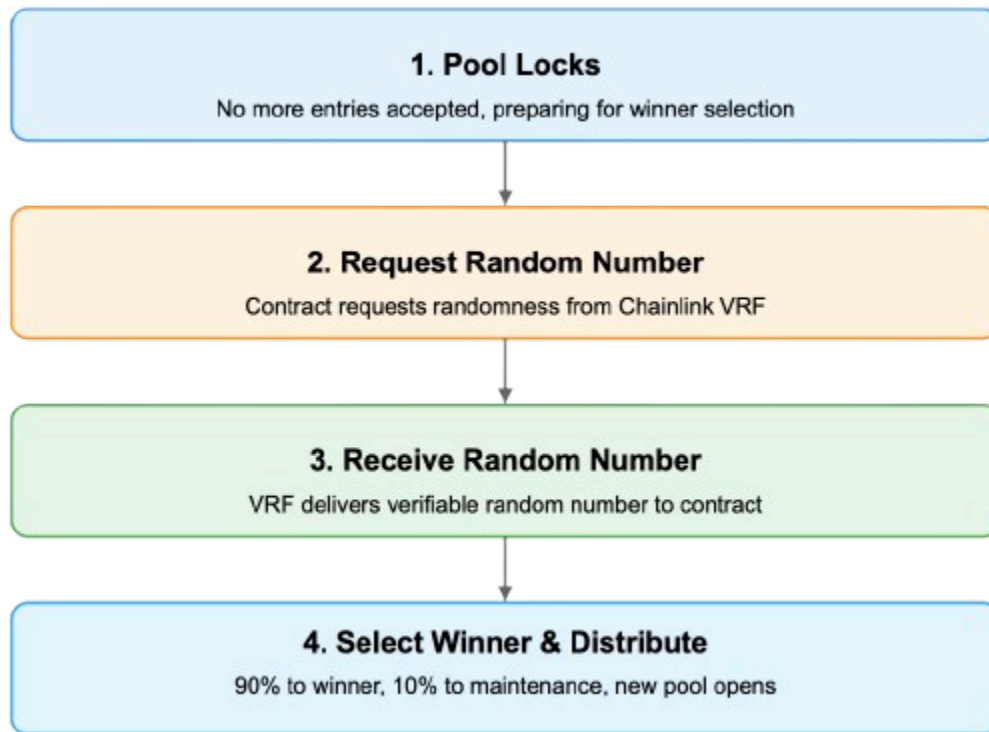 1. Pool Locks
No more entries accepted, preparing for winner selection
2. Request Random Number
Contract requests randomness from Chainlink VRF
3. Receive Random Number
VRF delivers verifiable random number to contract
4. Select Winner & Distribute
90% to winner, 10% to maintenance, new pool opens